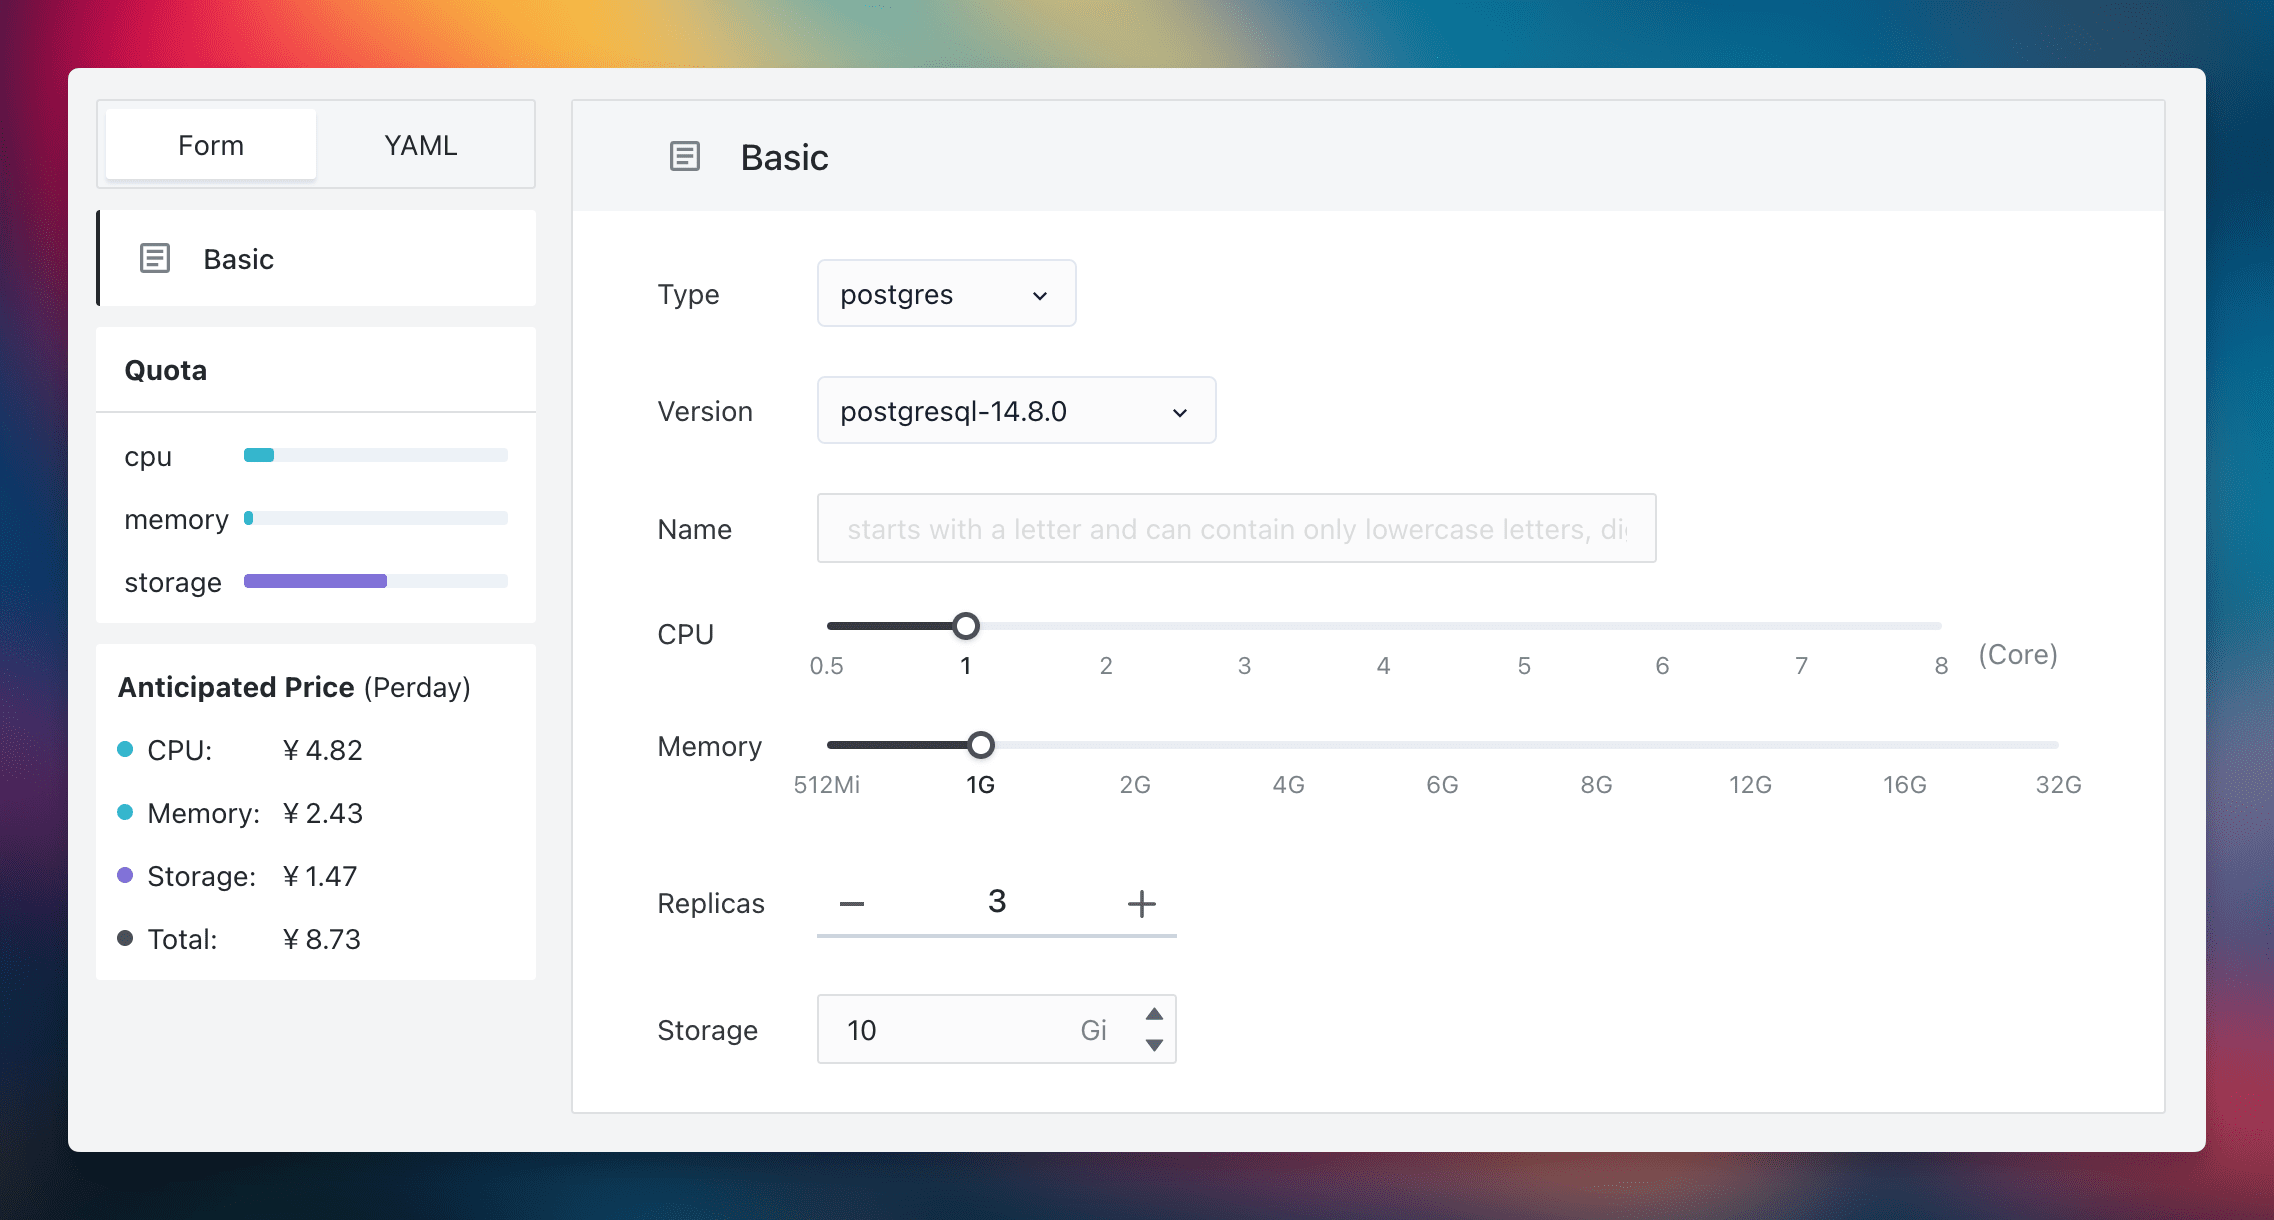 Form
YAML
Basic
Quota
cpu
memory
storage
Anticipated Price (Perday)
CPU: ¥ 4.82
Memory: ¥ 2.43
Storage: ¥ 1.47
Total: ¥ 8.73
Basic
Type postgres
Version postgresql-14.8.0
Name starts with a letter and can contain only lowercase letters,
CPU
0.5 1 2 3 4 5 6 7 8 (Core)
Memory
512Mi 1G 2G 4G 6G 8G 12G 16G 32G
Replicas − 3 +
Storage 10 Gi